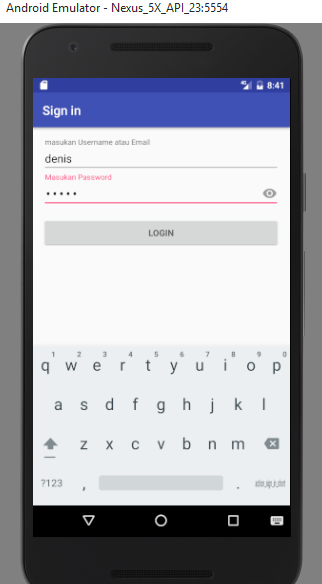 Android Emulator - Nexus_5X_API_23:5554
8:41
Sign in
masukan Username atau Email
denis
Masukan Password
•••••
LOGIN
1 2 3 4 5 6 7 8 9 0
q w e r t y u i o p
a s d f g h j k l
z x c v b n m
?123 , .